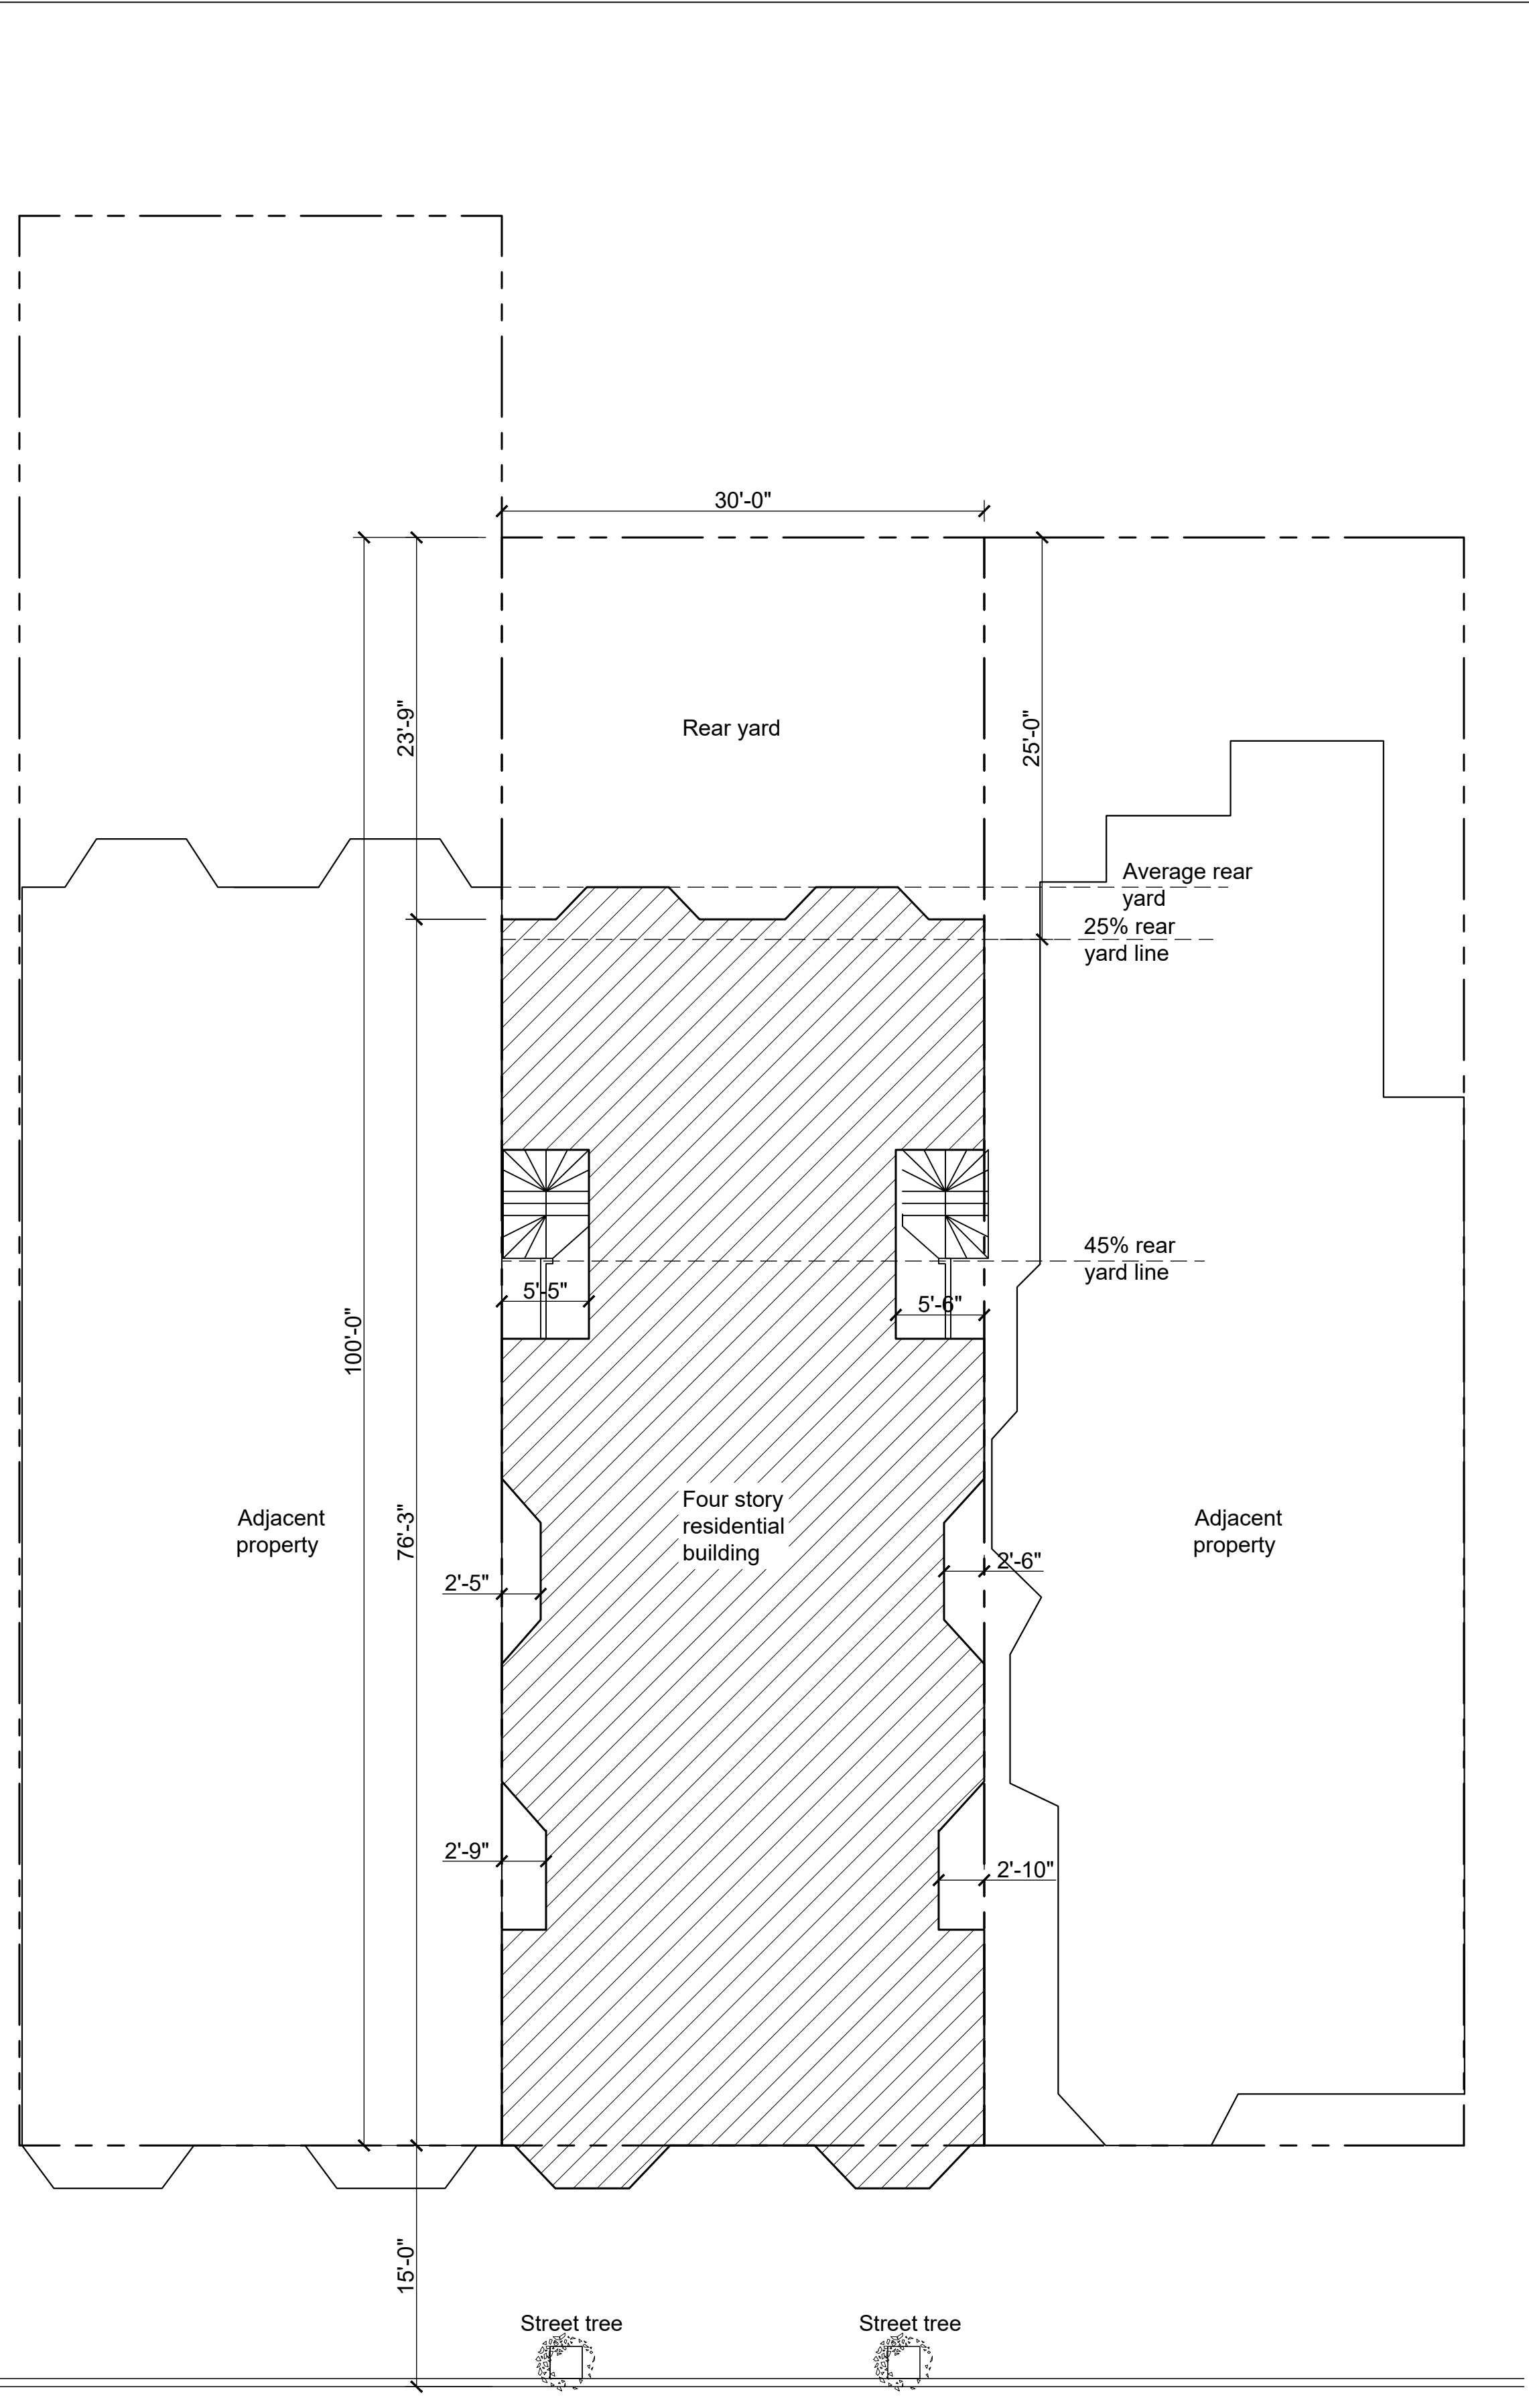 30'-0"
23'-9"
Rear yard
25'-0"
Average rear
yard
25% rear
yard line
45% rear
yard line
5'-5"
5'-6"
100'-0"
Adjacent
property
76'-3"
Four story
residential
building
Adjacent
property
2'-5"
2'-6"
2'-9"
2'-10"
15'-0"
Street tree
Street tree